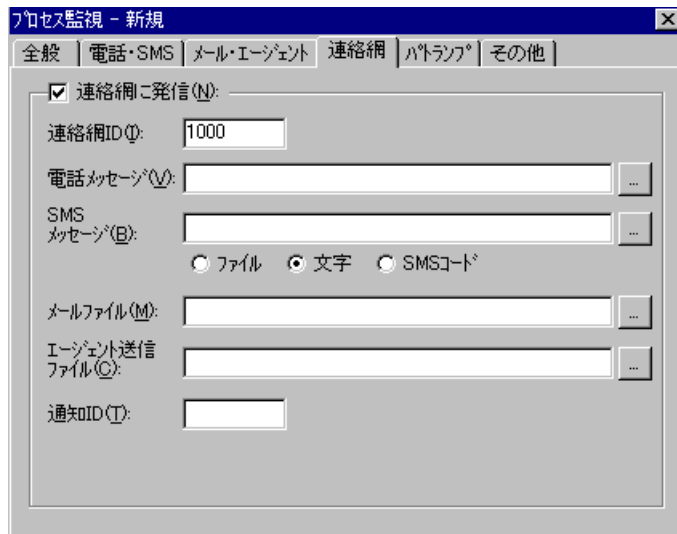 ﾌﾟﾛｾｽ監視 - 新規
全般 電話・SMS ﾒｰﾙ・ｴｰｼﾞｪﾝﾄ 連絡網 ﾊﾟﾄﾗﾝﾌﾟ その他
連絡網に発信(N):
連絡網ID(I): 1000
電話ﾒｯｾｰｼﾞ(V): ...
SMS
ﾒｯｾｰｼﾞ(B): ...
ﾌｧｲﾙ 文字 SMSｺｰﾄﾞ
ﾒｰﾙﾌｧｲﾙ(M): ...
ｴｰｼﾞｪﾝﾄ送信
ﾌｧｲﾙ(C): ...
通知ID(T):